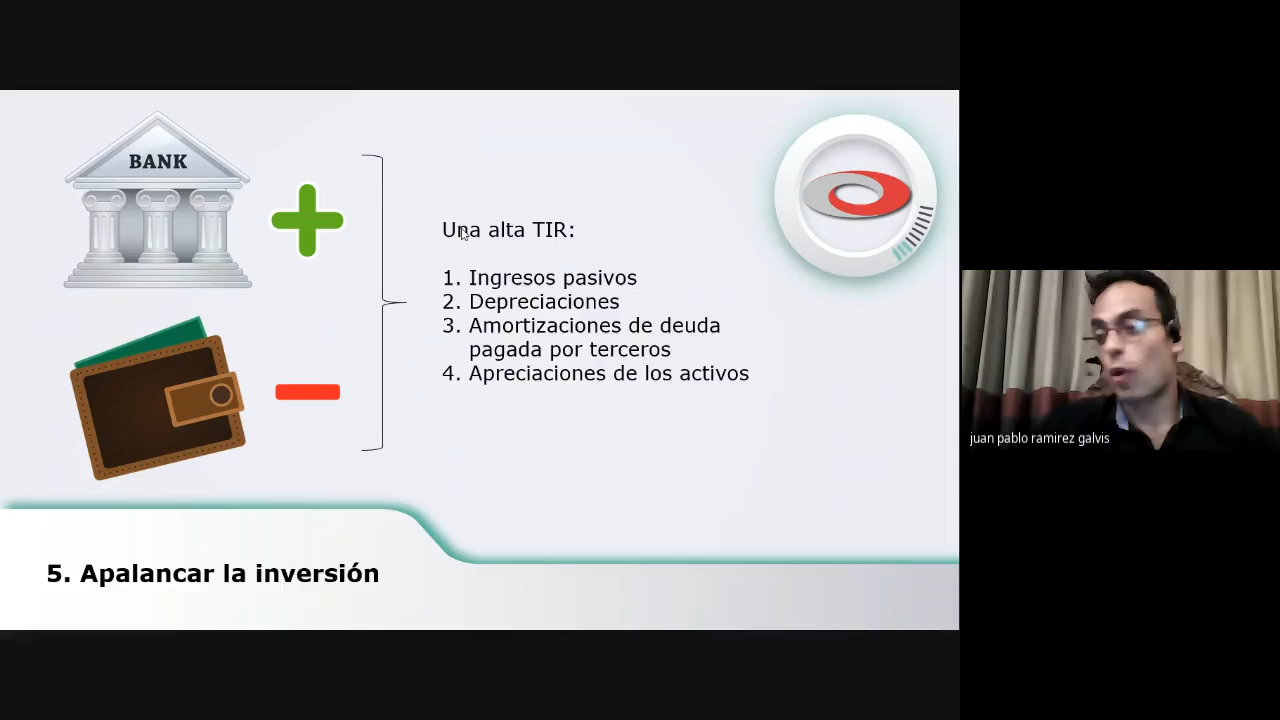 BANK
Una alta TIR:
1. Ingresos pasivos
2. Depreciaciones
3. Amortizaciones de deuda
pagada por terceros
4. Apreciaciones de los activos
5. Apalancar la inversión
juan pablo ramirez galvis